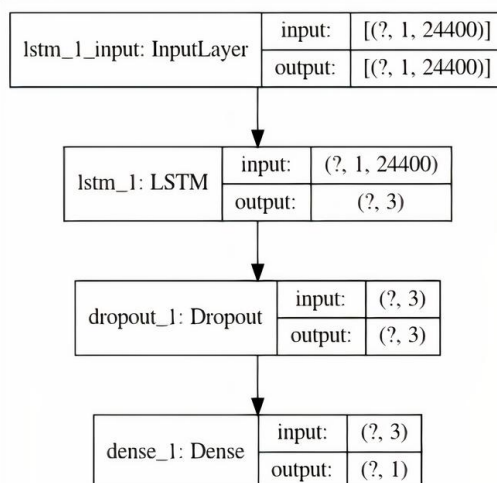 lstm_1_input: InputLayer input: [(?, 1, 24400)]
output: [(?, 1, 24400)]
lstm_1: LSTM input: (?, 1, 24400)
output: (?, 3)
dropout_1: Dropout input: (?, 3)
output: (?, 3)
dense_1: Dense input: (?, 3)
output: (?, 1)